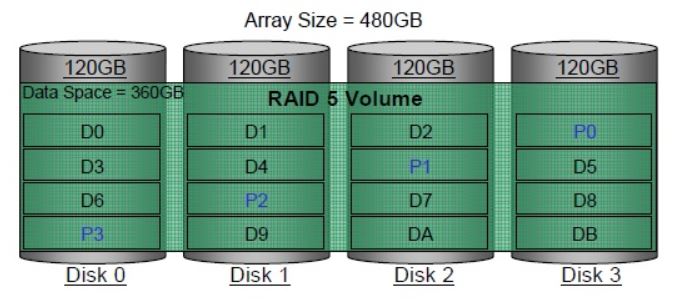 Array Size = 480GB
120GB 120GB 120GB 120GB
Data Space = 360GB
RAID 5 Volume
D0 D1 D2 P0
D3 D4 P1 D5
D6 P2 D7 D8
P3 D9 DA DB
Disk 0 Disk 1 Disk 2 Disk 3